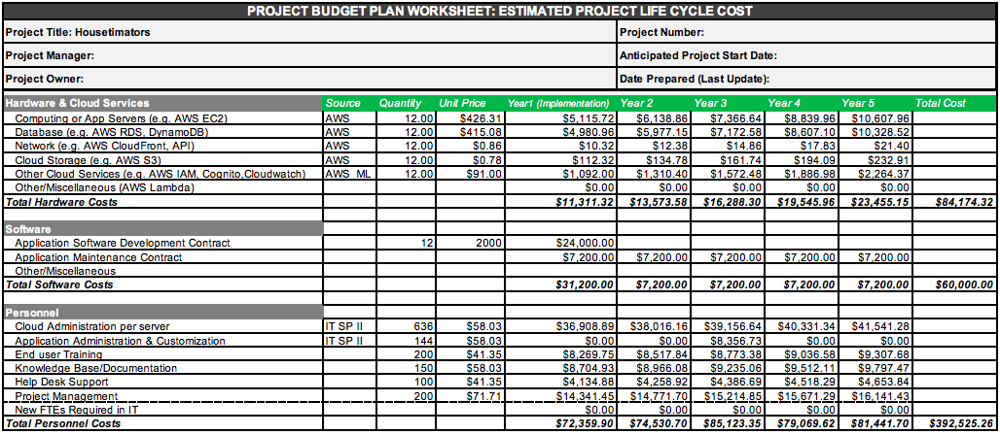 PROJECT BUDGET PLAN WORKSHEET: ESTIMATED PROJECT LIFE CYCLE COST
Project Title: Housetimators Project Number:
Project Manager: Anticipated Project Start Date:
Project Owner: Date Prepared (Last Update):
Hardware & Cloud Services Source Quantity Unit Price Year1 (Implementation) Year 2 Year 3 Year 4 Year 5 Total Cost
Computing or App Servers (e.g. AWS EC2) AWS 12.00 $426.31 $5,115.72 $6,138.86 $7,366.64 $8,839.96 $10,607.96
Database (e.g. AWS RDS, DynamoDB) AWS 12.00 $415.08 $4,980.96 $5,977.15 $7,172.58 $8,607.10 $10,328.52
Network (e.g. AWS CloudFront, API) AWS 12.00 $0.86 $10.32 $12.38 $14.86 $17.83 $21.40
Cloud Storage (e.g. AWS S3) AWS 12.00 $0.78 $112.32 $134.78 $161.74 $194.09 $232.91
Other Cloud Services (e.g. AWS IAM, Cognito,Cloudwatch) AWS ML 12.00 $91.00 $1,092.00 $1,310.40 $1,572.48 $1,886.98 $2,264.37
Other/Miscellaneous (AWS Lambda) $0.00 $0.00 $0.00 $0.00 $0.00
Total Hardware Costs $11,311.32 $13,573.58 $16,288.30 $19,545.96 $23,455.15 $84,174.32
Software
Application Software Development Contract 12 2000 $24,000.00
Application Maintenance Contract $7,200.00 $7,200.00 $7,200.00 $7,200.00 $7,200.00
Other/Miscellaneous
Total Software Costs $31,200.00 $7,200.00 $7,200.00 $7,200.00 $7,200.00 $60,000.00
Personnel
Cloud Administration per server IT SP II 636 $58.03 $36,908.89 $38,016.16 $39,156.64 $40,331.34 $41,541.28
Application Administration & Customization IT SP II 144 $58.03 $0.00 $0.00 $8,356.73 $0.00 $0.00
End user Training 200 $41.35 $8,269.75 $8,517.84 $8,773.38 $9,036.58 $9,307.68
Knowledge Base/Documentation 150 $58.03 $8,704.93 $8,966.08 $9,235.06 $9,512.11 $9,797.47
Help Desk Support 100 $41.35 $4,134.88 $4,258.92 $4,386.69 $4,518.29 $4,653.84
Project Management 200 $71.71 $14,341.45 $14,771.70 $15,214.85 $15,671.29 $16,141.43
New FTEs Required in IT $0.00 $0.00 $0.00 $0.00 $0.00
Total Personnel Costs $72,359.90 $74,530.70 $85,123.35 $79,069.62 $81,441.70 $392,525.26